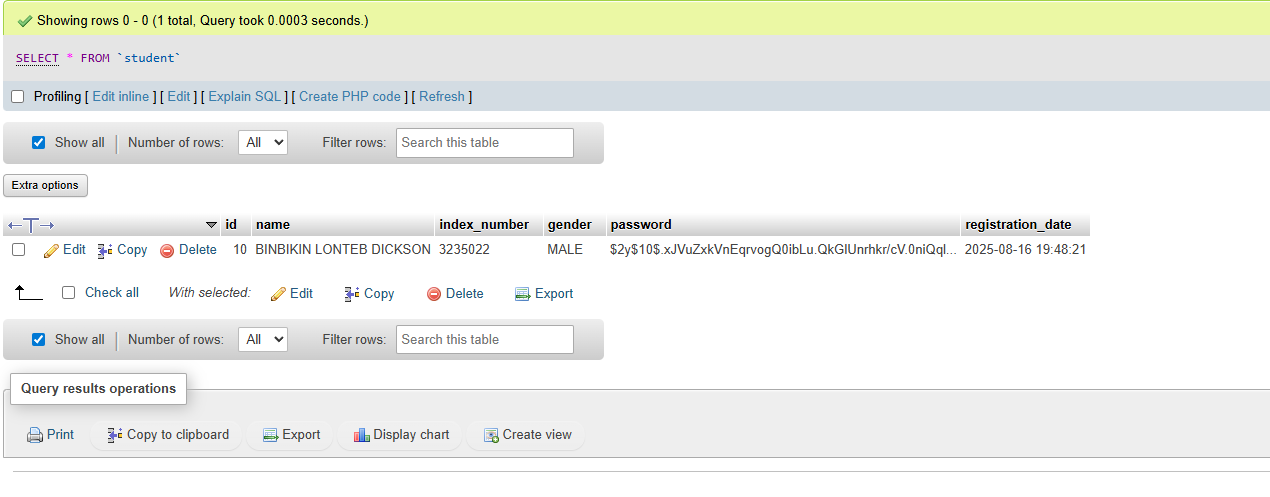 Showing rows 0 - 0 (1 total, Query took 0.0003 seconds.)
SELECT * FROM `student`
Profiling [ Edit inline ] [ Edit ] [ Explain SQL ] [ Create PHP code ] [ Refresh ]
Show all Number of rows: All Filter rows: Search this table
Extra options
id name index_number gender password registration_date
Edit Copy Delete 10 BINBIKIN LONTEB DICKSON 3235022 MALE $2y$10$.xJVuZxkVnEqrvogQ0ibLu.QkGlUnrhkr/cV.0niQql... 2025-08-16 19:48:21
Check all With selected: Edit Copy Delete Export
Show all Number of rows: All Filter rows: Search this table
Query results operations
Print Copy to clipboard Export Display chart Create view